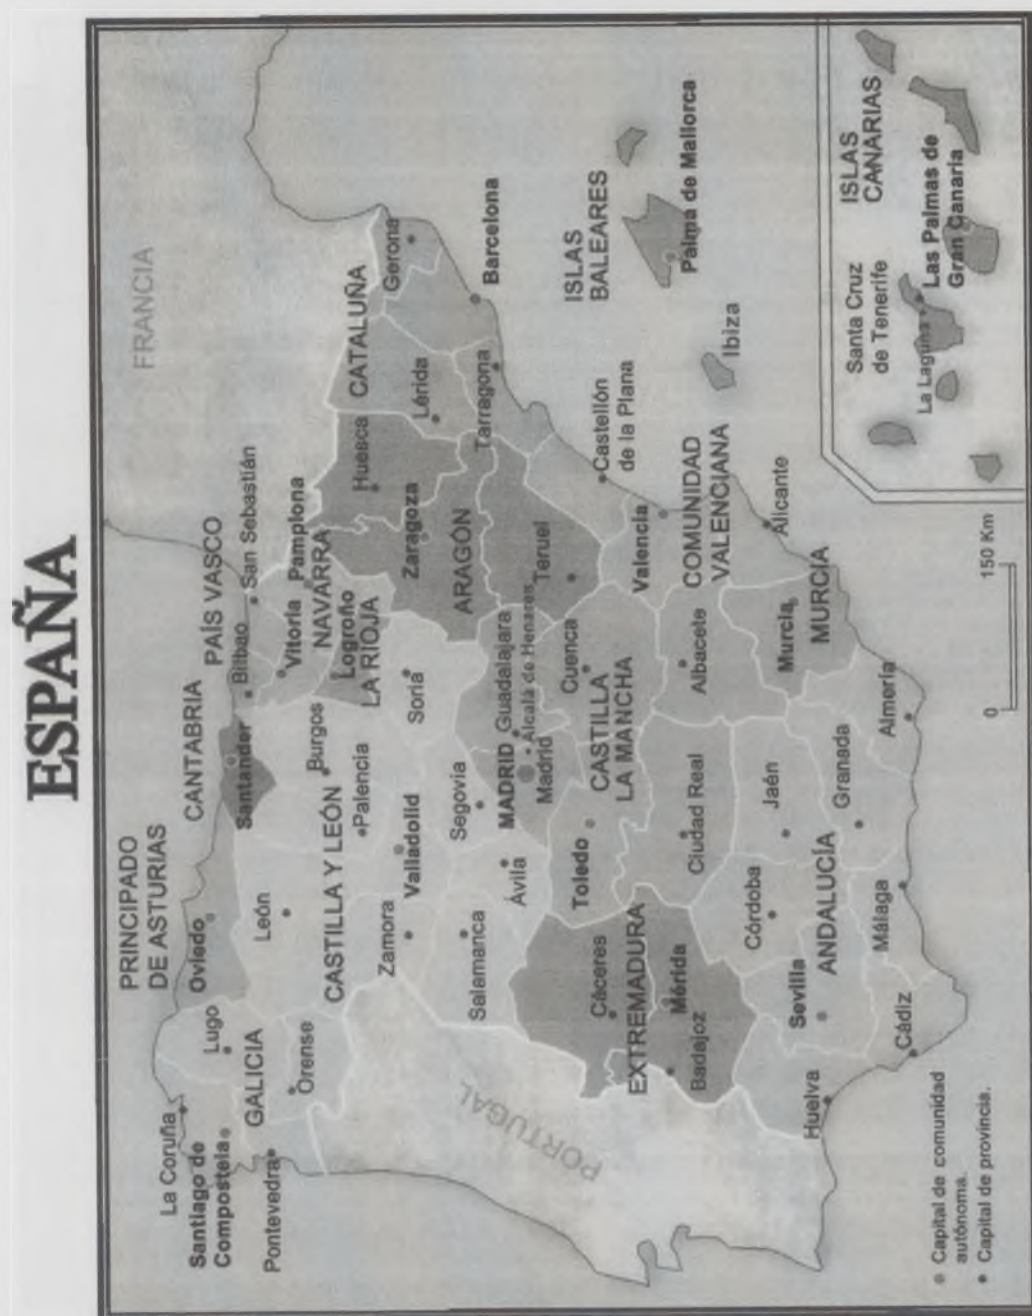 ESPAÑA
FRANCIA
PRINCIPADO
DE ASTURIAS
CANTABRIA
PAÍS VASCO
La Coruña
Santiago de
Compostela
Pontevedra
Lugo
GALICIA
Orense
Oviedo
León
Santander
Bilbao
San Sebastián
Vitoria
Pamplona
NAVARRA
Logroño
LA RIOJA
Burgos
CASTILLA Y LEÓN
Palencia
Zamora
Valladolid
Soria
Segovia
Salamanca
Ávila
Huesca
Zaragoza
ARAGÓN
Teruel
CATALUÑA
Gerona
Lérida
Barcelona
Tarragona
MADRID
Madrid
Alcalá de Henares
Guadalajara
Cuenca
Toledo
CASTILLA
LA MANCHA
Ciudad Real
Albacete
PORTUGAL
Cáceres
EXTREMADURA
Mérida
Badajoz
Castellón
de la Plana
Valencia
COMUNIDAD
VALENCIANA
Alicante
ISLAS
BALEARES
Palma de Mallorca
Ibiza
Murcia
MURCIA
Huelva
Sevilla
Córdoba
Jaén
ANDALUCÍA
Granada
Almería
Málaga
Cádiz
Santa Cruz
de Tenerife
La Laguna
ISLAS
CANARIAS
Las Palmas de
Gran Canaria
0 150 Km
Capital de comunidad
autónoma.
Capital de provincia.